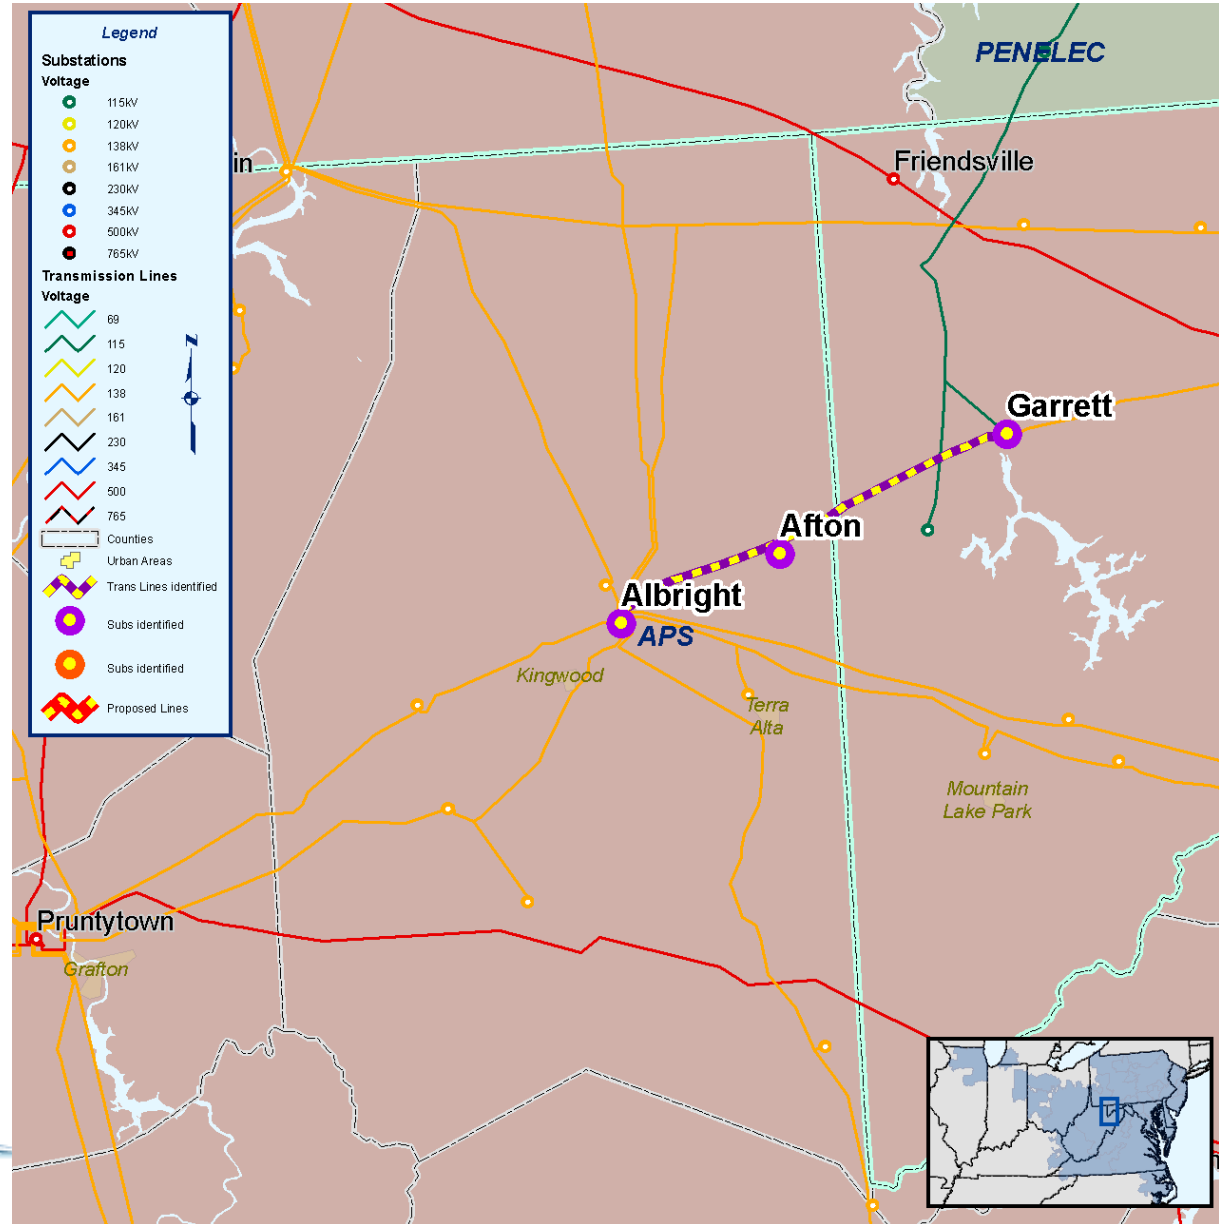 Legend
Substations
Voltage
115kV
120kV
138kV
161kV
230kV
345kV
500kV
765kV
Transmission Lines
Voltage
69
115
120
138
161
230
345
500
765
Counties
Urban Areas
Trans Lines identified
Subs identified
Subs identified
Proposed Lines
N
in
PENELEC
Friendsville
Garrett
Afton
Albright
APS
Kingwood
Terra
Alta
Mountain
Lake Park
Pruntytown
Grafton